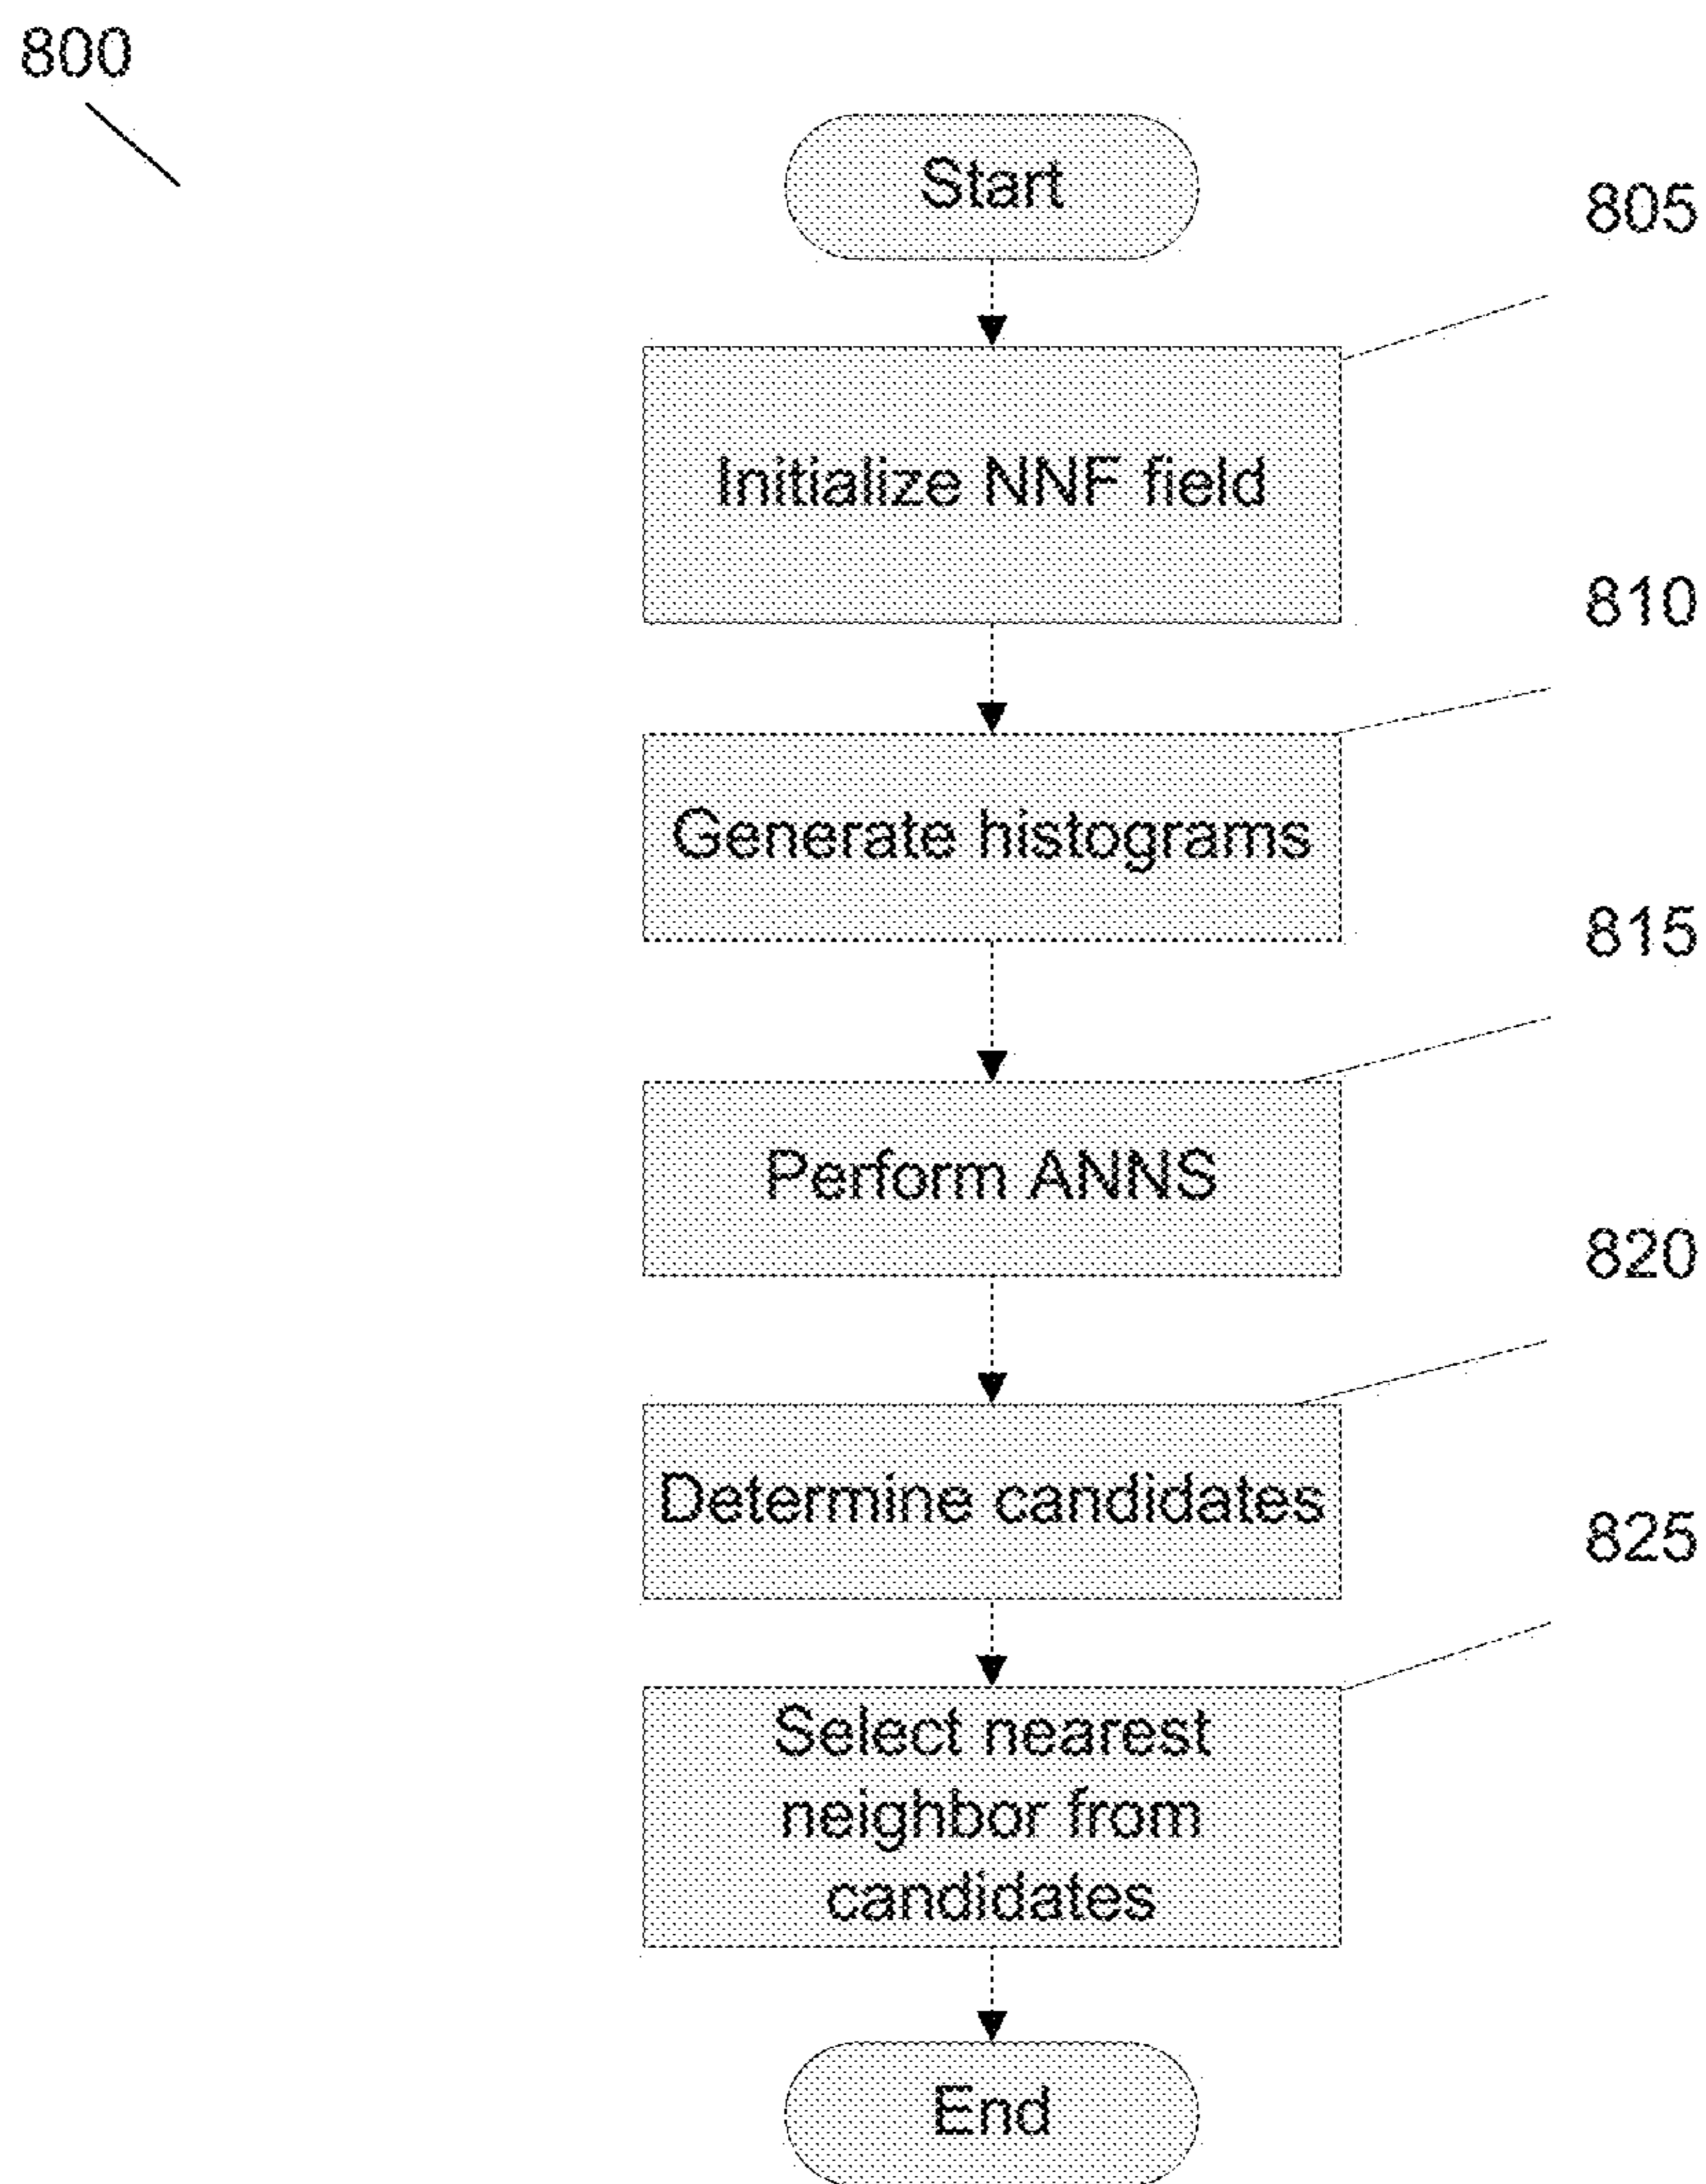 800
Start
805
Initialize NNF field
810
Generate histograms
815
Perform ANNS
820
Determine candidates
825
Select nearest
neighbor from
candidates
End